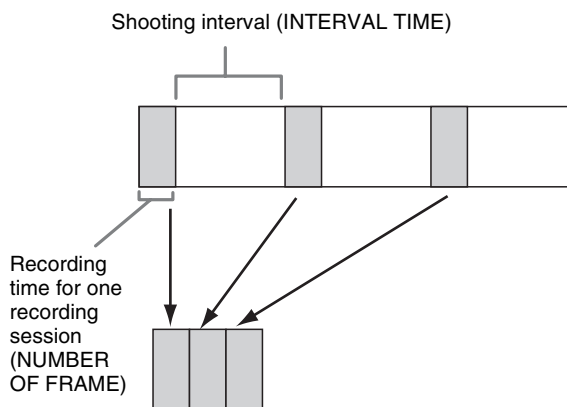 Shooting interval (INTERVAL TIME)
Recording
time for one
recording
session
(NUMBER
OF FRAME)